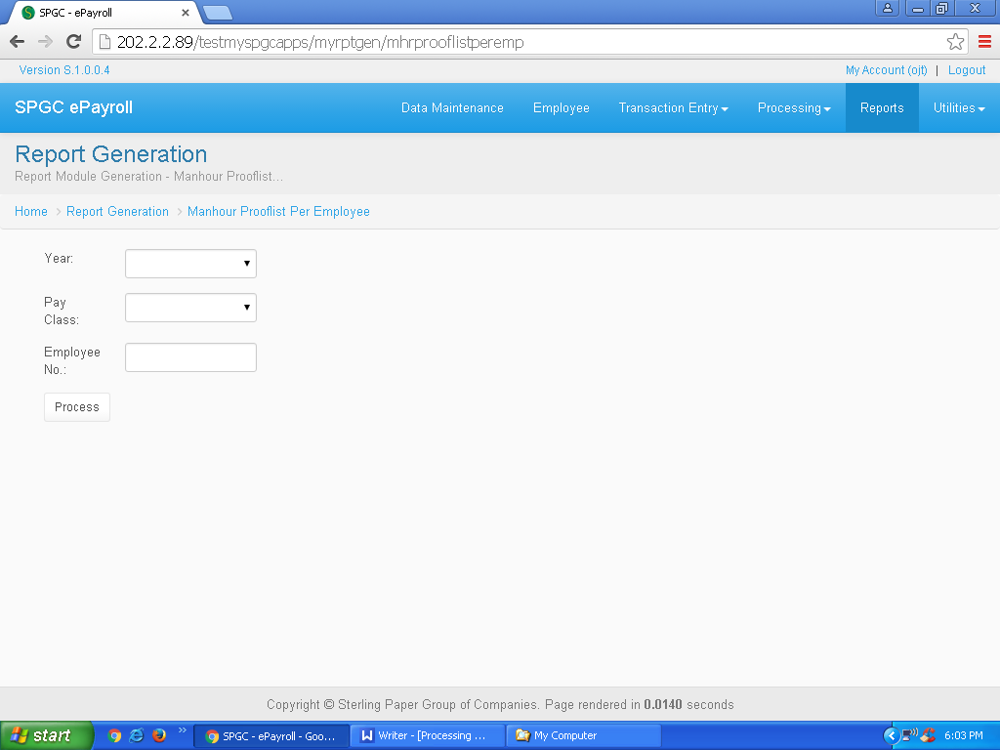 SPGC - ePayroll
202.2.2.89/testmyspgcapps/myrptgen/mhrprooflistperemp
Version S.1.0.0.4
My Account (ojt) | Logout
SPGC ePayroll
Data Maintenance
Employee
Transaction Entry
Processing
Reports
Utilities
Report Generation
Report Module Generation - Manhour Prooflist...
Home
Report Generation
Manhour Prooflist Per Employee
Year:
Pay
Class:
Employee
No.:
Process
Copyright © Sterling Paper Group of Companies. Page rendered in 0.0140 seconds
start
SPGC - ePayroll - Goo...
Writer - [Processing ...
My Computer
6:03 PM